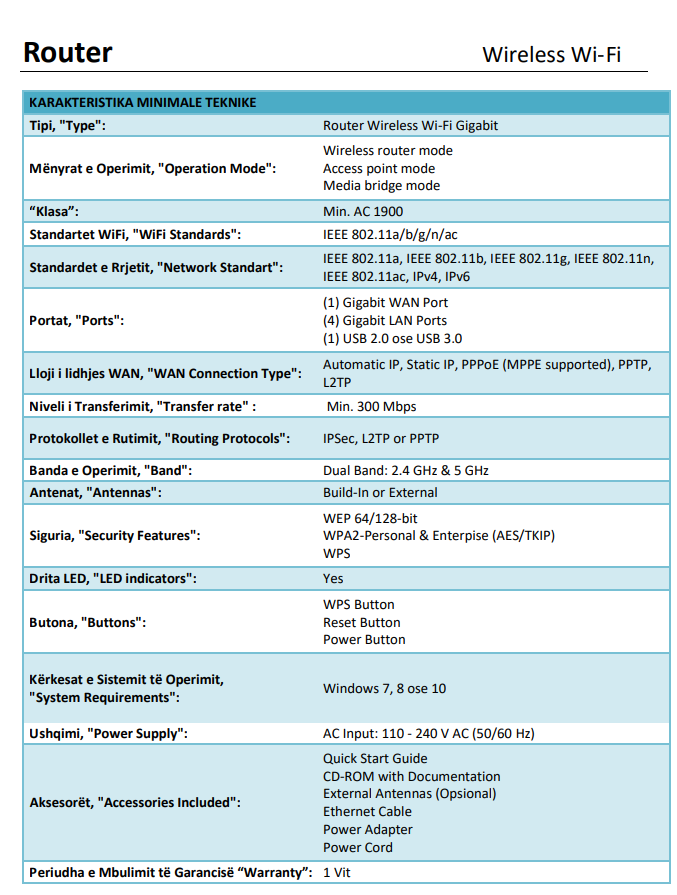 Router Wireless Wi-Fi
KARAKTERISTIKA MINIMALE TEKNIKE
Tipi, "Type": Router Wireless Wi-Fi Gigabit
Mënyrat e Operimit, "Operation Mode": Wireless router mode
Access point mode
Media bridge mode
“Klasa”: Min. AC 1900
Standartet WiFi, "WiFi Standards": IEEE 802.11a/b/g/n/ac
Standardet e Rrjetit, "Network Standart": IEEE 802.11a, IEEE 802.11b, IEEE 802.11g, IEEE 802.11n,
IEEE 802.11ac, IPv4, IPv6
Portat, "Ports": (1) Gigabit WAN Port
(4) Gigabit LAN Ports
(1) USB 2.0 ose USB 3.0
Lloji i lidhjes WAN, "WAN Connection Type": Automatic IP, Static IP, PPPoE (MPPE supported), PPTP,
L2TP
Niveli i Transferimit, "Transfer rate" : Min. 300 Mbps
Protokollet e Rutimit, "Routing Protocols": IPSec, L2TP or PPTP
Banda e Operimit, "Band": Dual Band: 2.4 GHz & 5 GHz
Antenat, "Antennas": Build-In or External
Siguria, "Security Features": WEP 64/128-bit
WPA2-Personal & Enterpise (AES/TKIP)
WPS
Drita LED, "LED indicators": Yes
Butona, "Buttons": WPS Button
Reset Button
Power Button
Kërkesat e Sistemit të Operimit,
"System Requirements": Windows 7, 8 ose 10
Ushqimi, "Power Supply": AC Input: 110 - 240 V AC (50/60 Hz)
Aksesorët, "Accessories Included": Quick Start Guide
CD-ROM with Documentation
External Antennas (Opsional)
Ethernet Cable
Power Adapter
Power Cord
Periudha e Mbulimit të Garancisë “Warranty”: 1 Vit